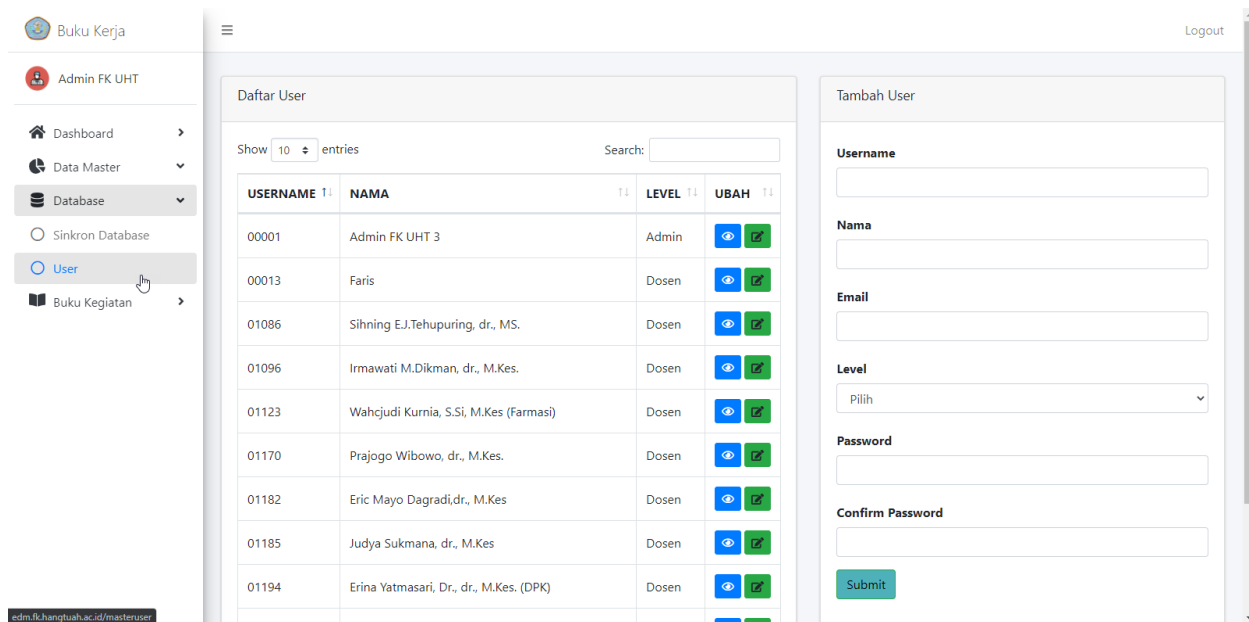 Buku Kerja
Logout
Admin FK UHT
Dashboard
Data Master
Database
Sinkron Database
User
Buku Kegiatan
Daftar User
Show 10 entries Search:
USERNAME NAMA LEVEL UBAH
00001 Admin FK UHT 3 Admin
00013 Faris Dosen
01086 Sihning E.J.Tehupuring, dr., MS. Dosen
01096 Irmawati M.Dikman, dr., M.Kes. Dosen
01123 Wahcjudi Kurnia, S.Si, M.Kes (Farmasi) Dosen
01170 Prajogo Wibowo, dr., M.Kes. Dosen
01182 Eric Mayo Dagradi,dr., M.Kes Dosen
01185 Judya Sukmana, dr., M.Kes Dosen
01194 Erina Yatmasari, Dr., dr., M.Kes. (DPK) Dosen
Tambah User
Username
Nama
Email
Level
Pilih
Password
Confirm Password
Submit
edm.fk.hangtuah.ac.id/masteruser